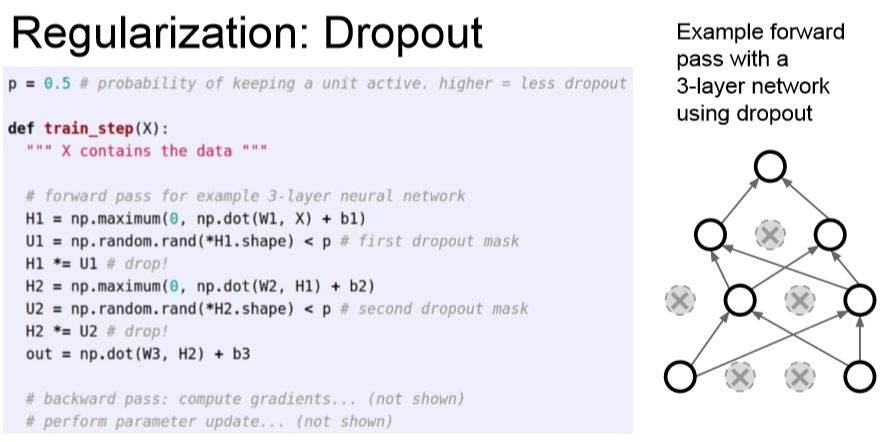 Regularization: Dropout
p = 0.5 # probability of keeping a unit active. higher = less dropout
def train_step(X):
""" X contains the data """
# forward pass for example 3-layer neural network
H1 = np.maximum(0, np.dot(W1, X) + b1)
U1 = np.random.rand(*H1.shape) < p # first dropout mask
H1 *= U1 # drop!
H2 = np.maximum(0, np.dot(W2, H1) + b2)
U2 = np.random.rand(*H2.shape) < p # second dropout mask
H2 *= U2 # drop!
out = np.dot(W3, H2) + b3
# backward pass: compute gradients... (not shown)
# perform parameter update... (not shown)
Example forward
pass with a
3-layer network
using dropout